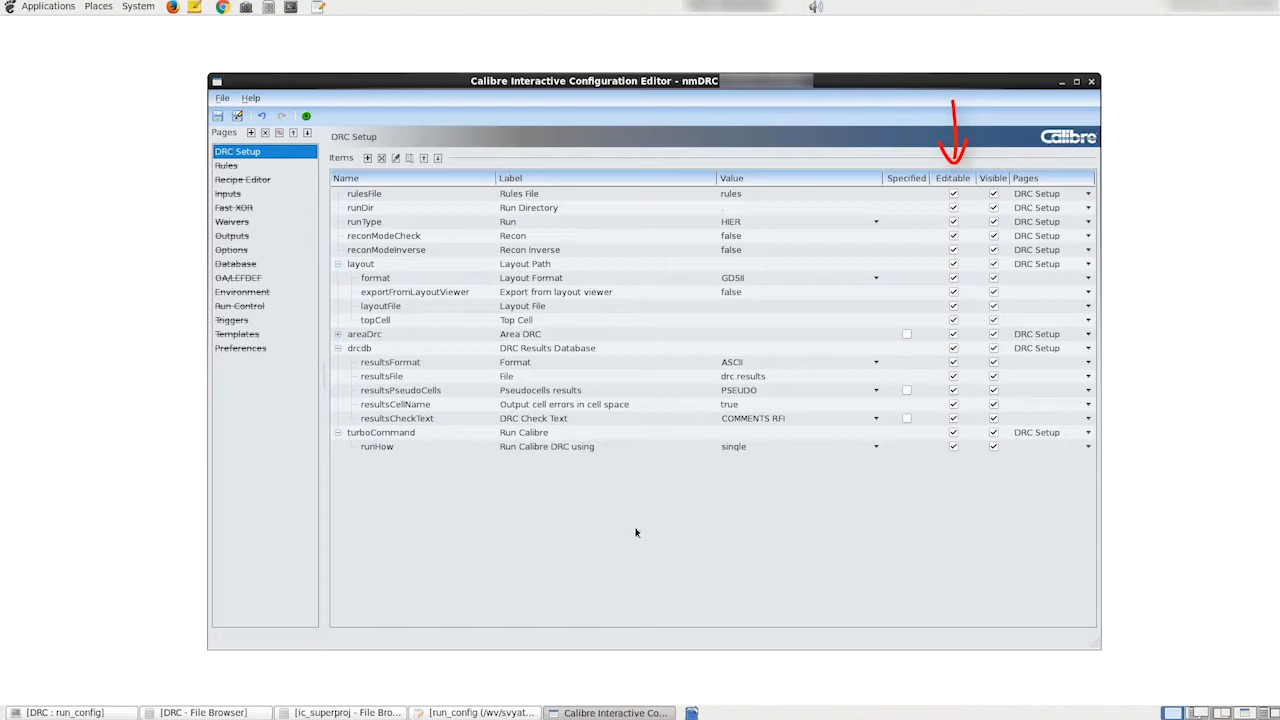 Applications Places System
Calibre Interactive Configuration Editor - nmDRC
File Help
Pages
DRC Setup
Calibre
DRC Setup
Rules
Recipe Editor
Inputs
Fast XOR
Waivers
Outputs
Options
Database
OA/LEFDEF
Environment
Run Control
Triggers
Templates
Preferences
Items
Name Label Value Specified Editable Visible Pages
rulesFile Rules File rules DRC Setup
runDir Run Directory . DRC Setup
runType Run HIER DRC Setup
reconModeCheck Recon false DRC Setup
reconModeInverse Recon Inverse false DRC Setup
layout Layout Path DRC Setup
format Layout Format GDSII
exportFromLayoutViewer Export from layout viewer false
layoutFile Layout File
topCell Top Cell
areaDrc Area DRC DRC Setup
drcdb DRC Results Database DRC Setup
resultsFormat Format ASCII
resultsFile File drc.results
resultsPseudoCells Pseudocells results PSEUDO
resultsCellName Output cell errors in cell space true
resultsCheckText DRC Check Text COMMENTS RFI
turboCommand Run Calibre DRC Setup
runHow Run Calibre DRC using single
[DRC : run_config] [DRC - File Browser] [ic_superproj - File Bro... [run_config (/wv/svyat... Calibre Interactive Co...